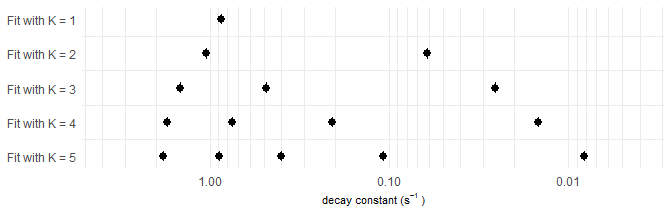 Fit with K = 1
Fit with K = 2
Fit with K = 3
Fit with K = 4
Fit with K = 5
1.00 0.10 0.01
decay constant (s⁻¹ )